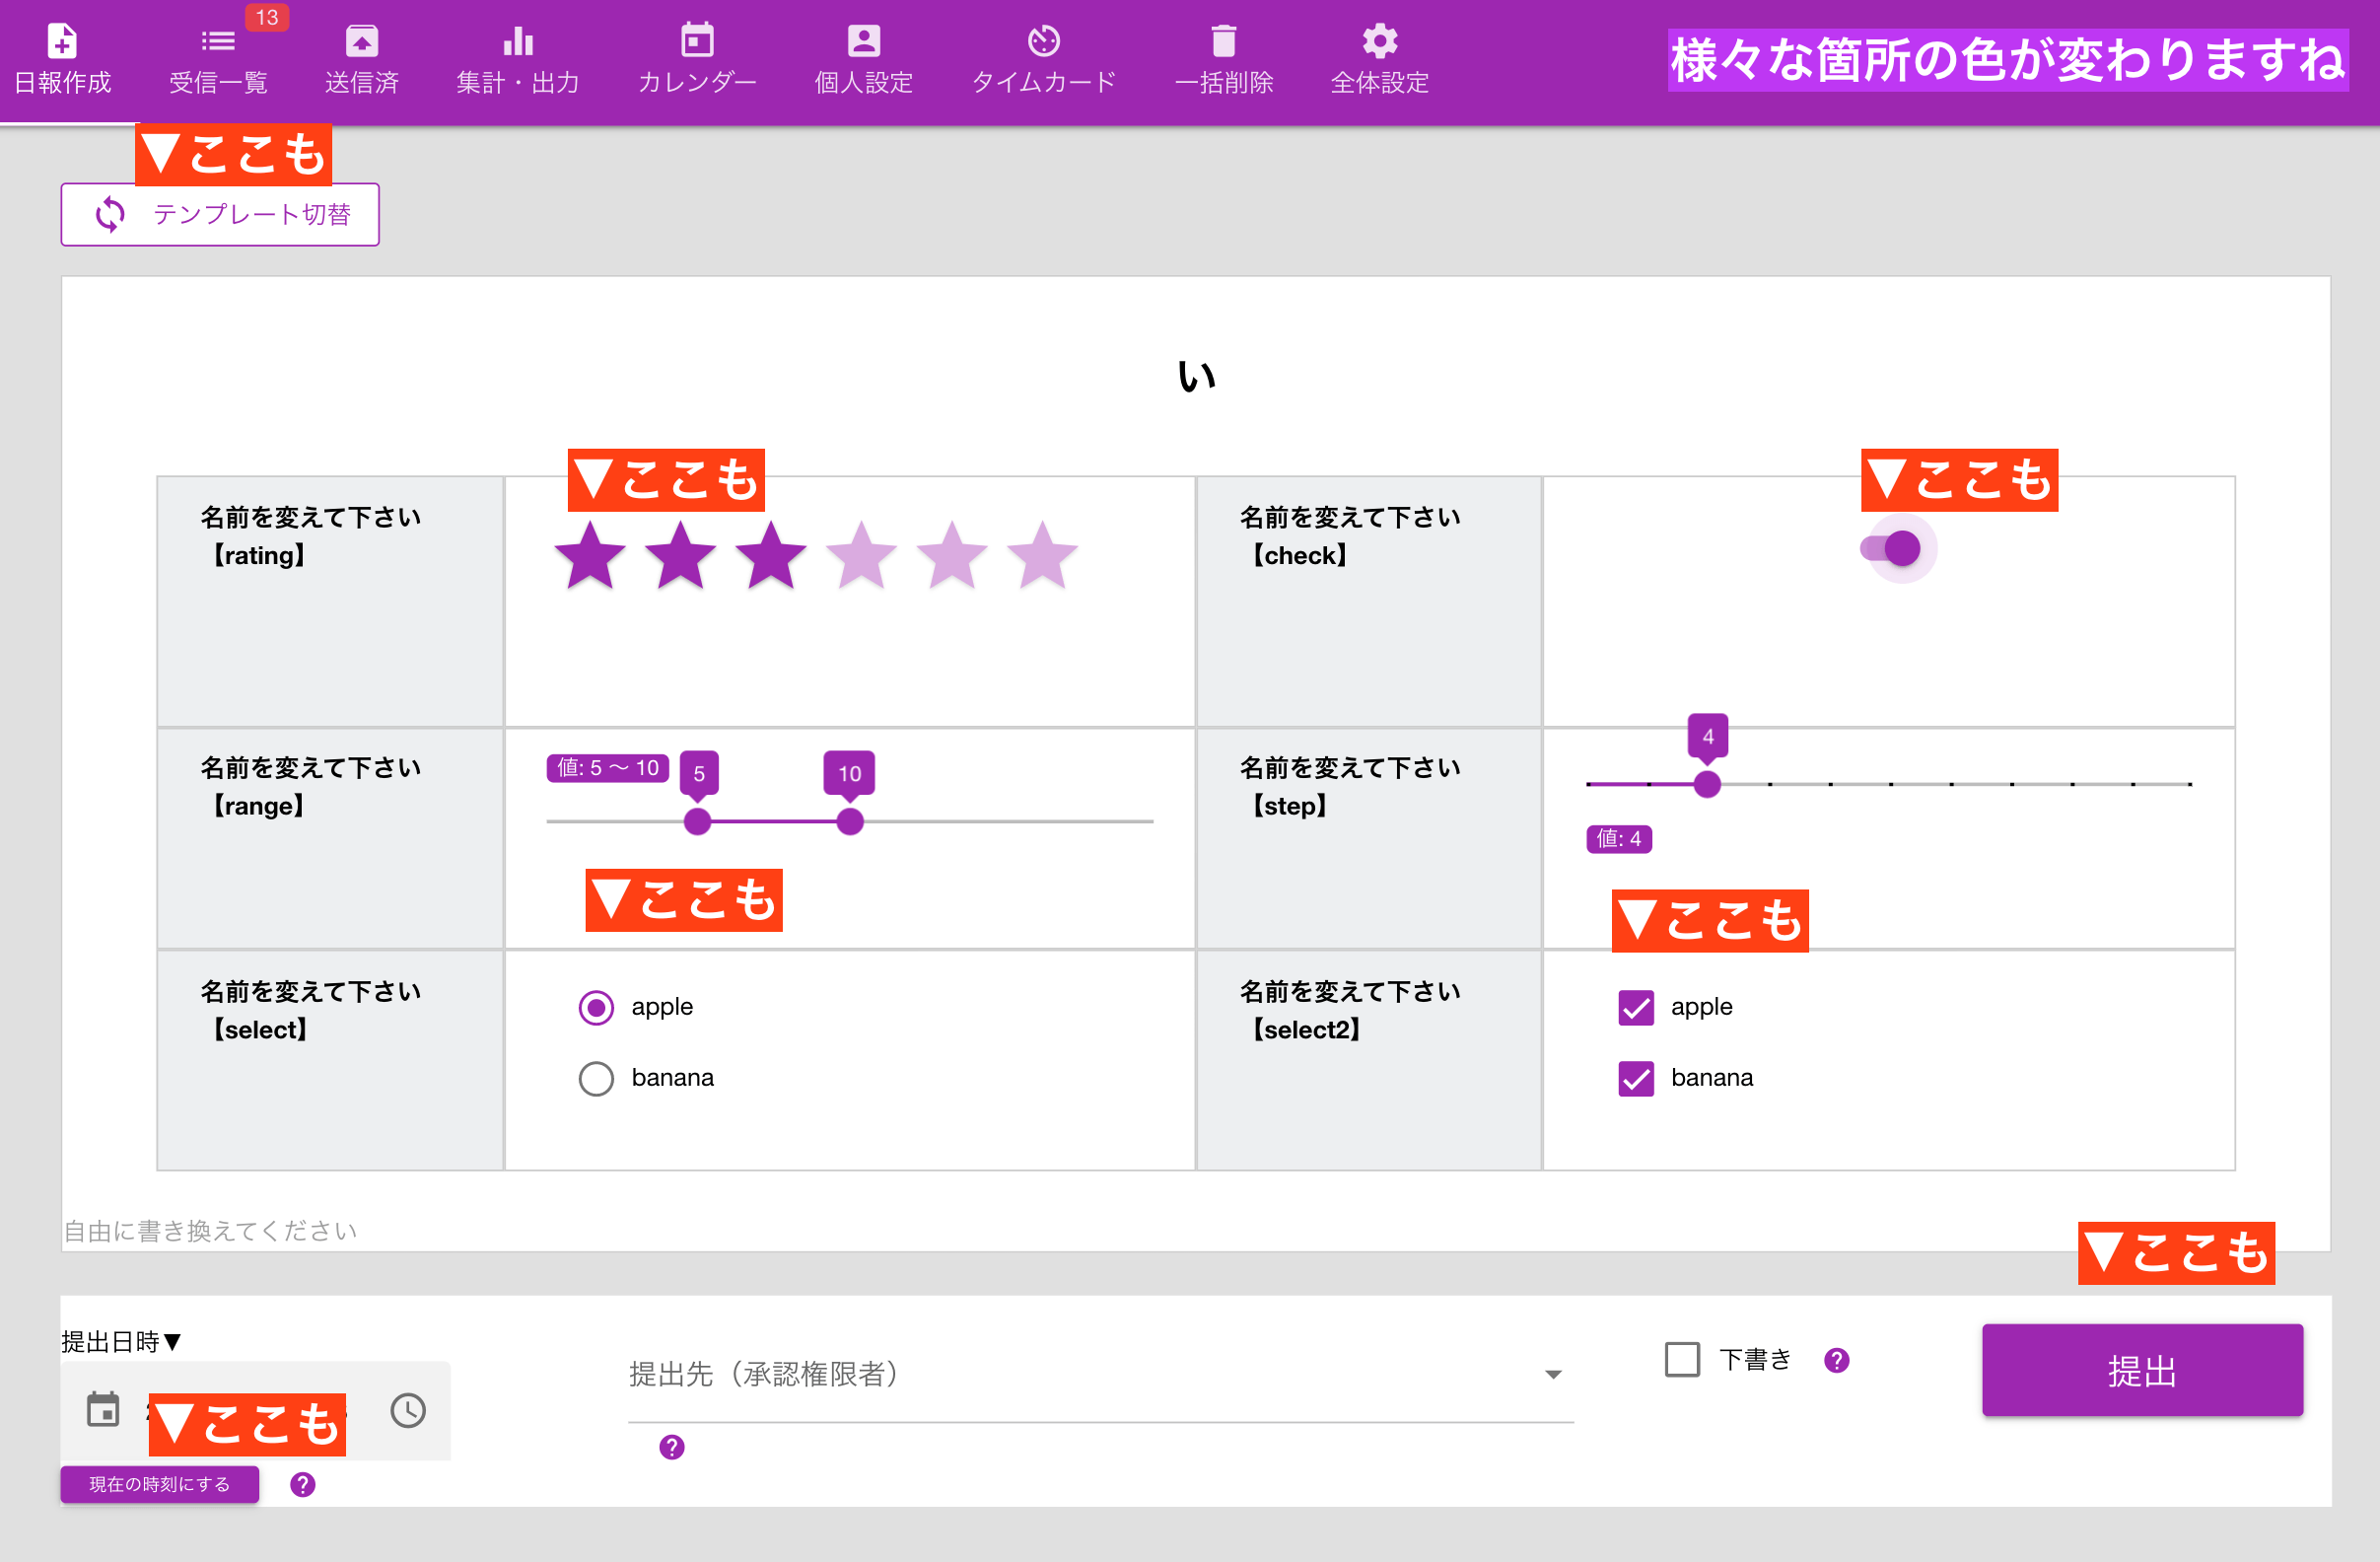 13
日報作成 受信一覧 送信済 集計・出力 カレンダー 個人設定 タイムカード 一括削除 全体設定
様々な箇所の色が変わりますね
▼ここも
テンプレート切替
い
▼ここも
▼ここも
名前を変えて下さい
【rating】
名前を変えて下さい
【check】
名前を変えて下さい
【range】
値: 5 〜 10
5
10
名前を変えて下さい
【step】
4
値: 4
▼ここも
▼ここも
名前を変えて下さい
【select】
apple
banana
名前を変えて下さい
【select2】
apple
banana
自由に書き換えてください
▼ここも
提出日時▼
▼ここも
現在の時刻にする
提出先（承認権限者）
下書き
提出